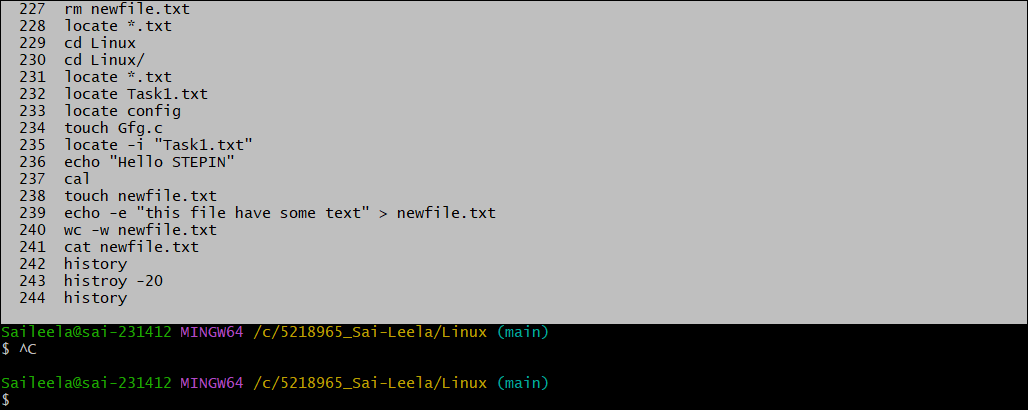 227  rm newfile.txt
228  locate *.txt
229  cd Linux
230  cd Linux/
231  locate *.txt
232  locate Task1.txt
233  locate config
234  touch Gfg.c
235  locate -i "Task1.txt"
236  echo "Hello STEPIN"
237  cal
238  touch newfile.txt
239  echo -e "this file have some text" > newfile.txt
240  wc -w newfile.txt
241  cat newfile.txt
242  history
243  histroy -20
244  history
Saileela@sai-231412 MINGW64 /c/5218965_Sai-Leela/Linux (main)
$ ^C
Saileela@sai-231412 MINGW64 /c/5218965_Sai-Leela/Linux (main)
$